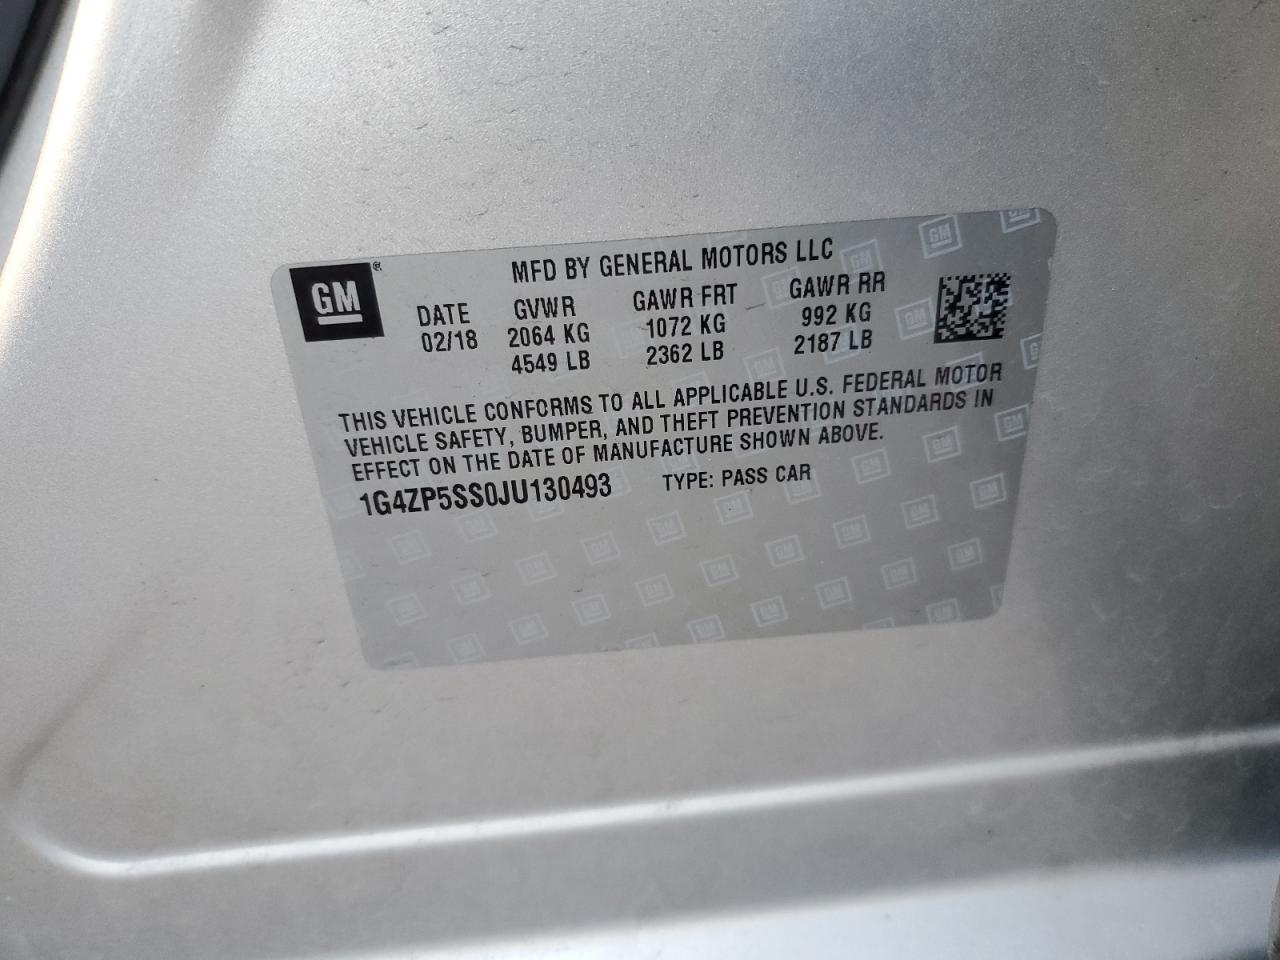 GM ®
MFD BY GENERAL MOTORS LLC
DATE GVWR GAWR FRT GAWR RR
02/18 2064 KG 1072 KG 992 KG
4549 LB 2362 LB 2187 LB
THIS VEHICLE CONFORMS TO ALL APPLICABLE U.S. FEDERAL MOTOR
VEHICLE SAFETY, BUMPER, AND THEFT PREVENTION STANDARDS IN
EFFECT ON THE DATE OF MANUFACTURE SHOWN ABOVE.
1G4ZP5SS0JU130493 TYPE: PASS CAR